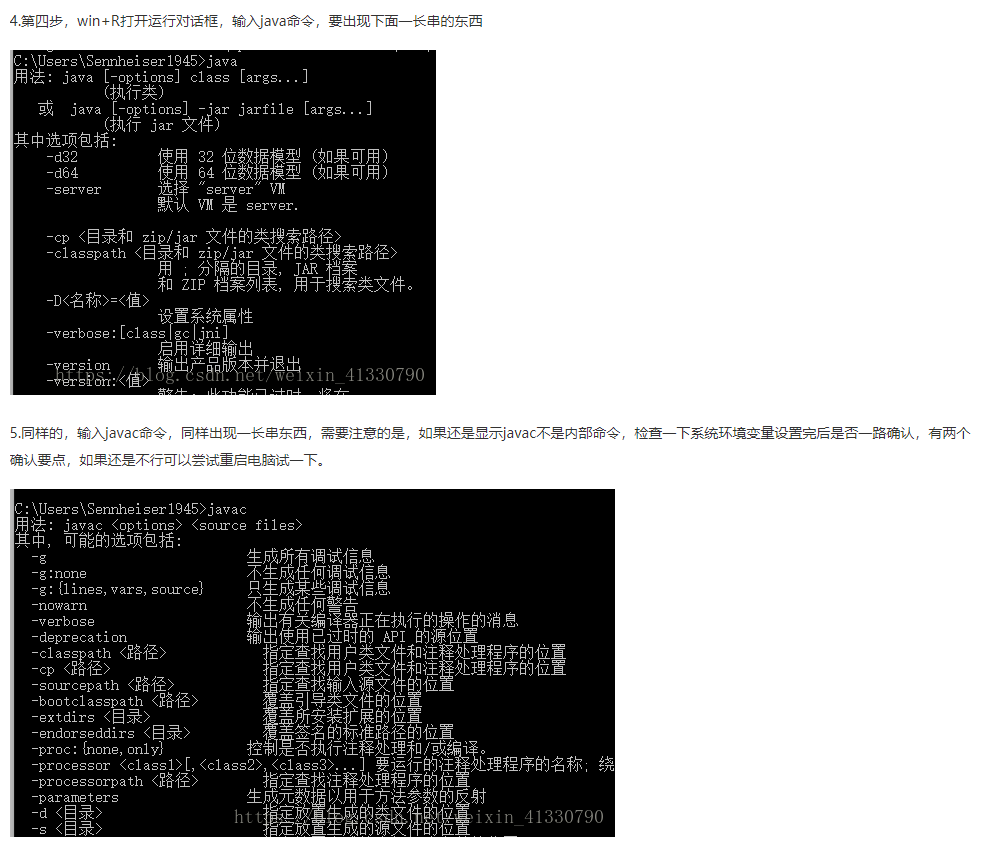 4.第四步，win+R打开运行对话框，输入java命令，要出现下面一长串的东西
C:\Users\Sennheiser1945>java
用法: java [-options] class [args...]
(执行类)
或 java [-options] -jar jarfile [args...]
(执行 jar 文件)
其中选项包括:
-d32 使用 32 位数据模型 (如果可用)
-d64 使用 64 位数据模型 (如果可用)
-server 选择 "server" VM
默认 VM 是 server.
-cp <目录和 zip/jar 文件的类搜索路径>
-classpath <目录和 zip/jar 文件的类搜索路径>
用 ; 分隔的目录, JAR 档案
和 ZIP 档案列表, 用于搜索类文件。
-D<名称>=<值>
设置系统属性
-verbose:[class|gc|jni]
启用详细输出
-version 输出产品版本并退出
https://blog.csdn.net/weixin_41330790
-version:<值>
警告: 此功能已过时, 将在
5.同样的，输入javac命令，同样出现一长串东西，需要注意的是，如果还是显示javac不是内部命令，检查一下系统环境变量设置完后是否一路确认，有两个
确认要点，如果还是不行可以尝试重启电脑试一下。
C:\Users\Sennheiser1945>javac
用法: javac <options> <source files>
其中, 可能的选项包括:
-g 生成所有调试信息
-g:none 不生成任何调试信息
-g:{lines,vars,source} 只生成某些调试信息
-nowarn 不生成任何警告
-verbose 输出有关编译器正在执行的操作的消息
-deprecation 输出使用已过时的 API 的源位置
-classpath <路径> 指定查找用户类文件和注释处理程序的位置
-cp <路径> 指定查找用户类文件和注释处理程序的位置
-sourcepath <路径> 指定查找输入源文件的位置
-bootclasspath <路径> 覆盖引导类文件的位置
-extdirs <目录> 覆盖所安装扩展的位置
-endorseddirs <目录> 覆盖签名的标准路径的位置
-proc:{none,only} 控制是否执行注释处理和/或编译。
-processor <class1>[,<class2>,<class3>...] 要运行的注释处理程序的名称; 绕
-processorpath <路径> 指定查找注释处理程序的位置
-parameters 生成元数据以用于方法参数的反射
-d <目录> 指定放置生成的类文件的位置
weixin_41330790
-s <目录> 指定放置生成的源文件的位置